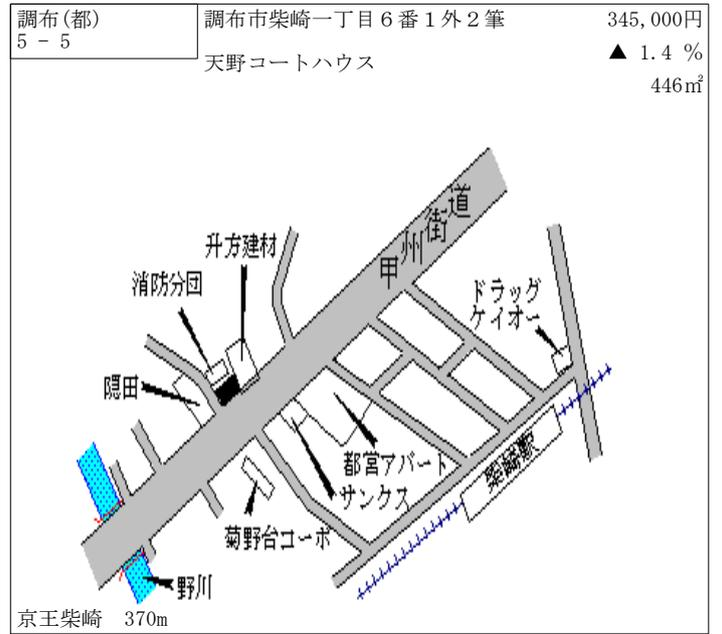 調布(都)
5 - 5
調布市柴崎一丁目６番１外２筆
天野コートハウス
345,000円
▲ 1.4 %
446㎡
甲州街道
升方建材
消防分団
隠田
ドラッグ
ケイオー
都営アパート
サンクス
柴崎駅
菊野台コーポ
野川
京王柴崎　370m